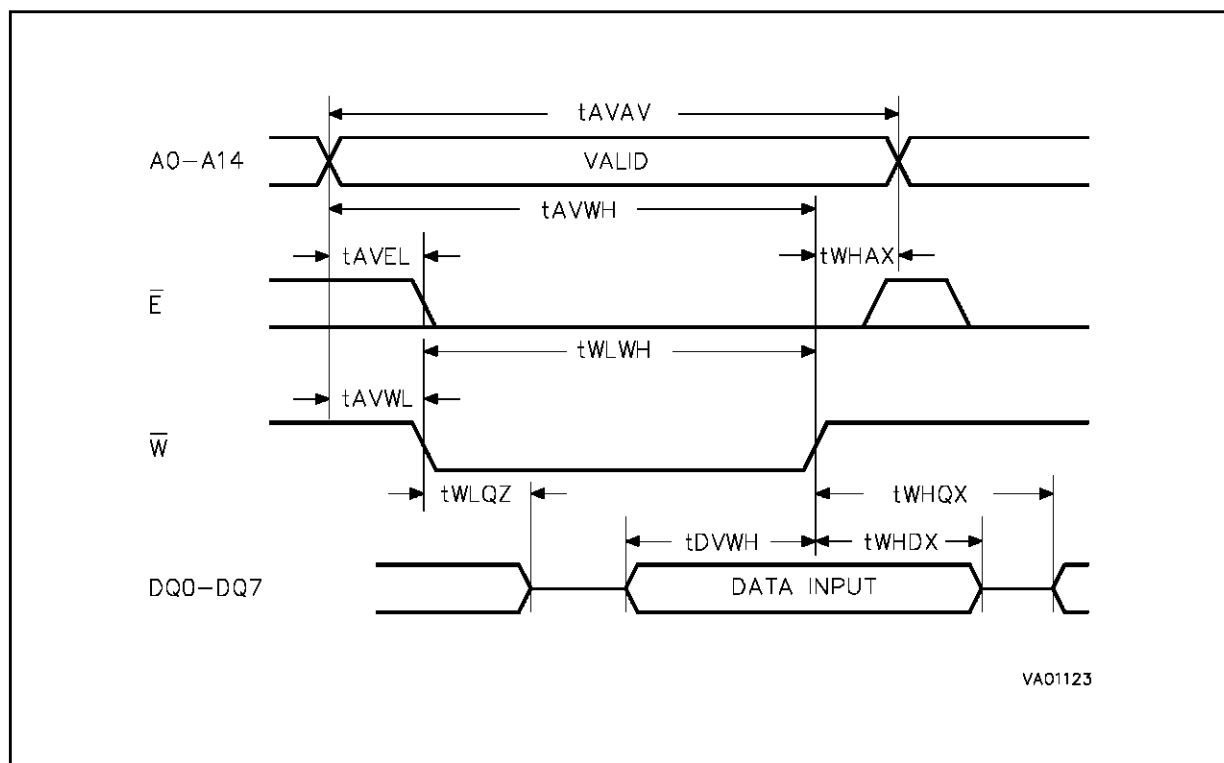 tAVAV
A0-A14
VALID
tAVWH
tAVEL
tWHAX
E̅
tWLWH
tAVWL
W̅
tWLQZ
tWHQX
tDVWH
tWHDX
DQ0-DQ7
DATA INPUT
VA01123